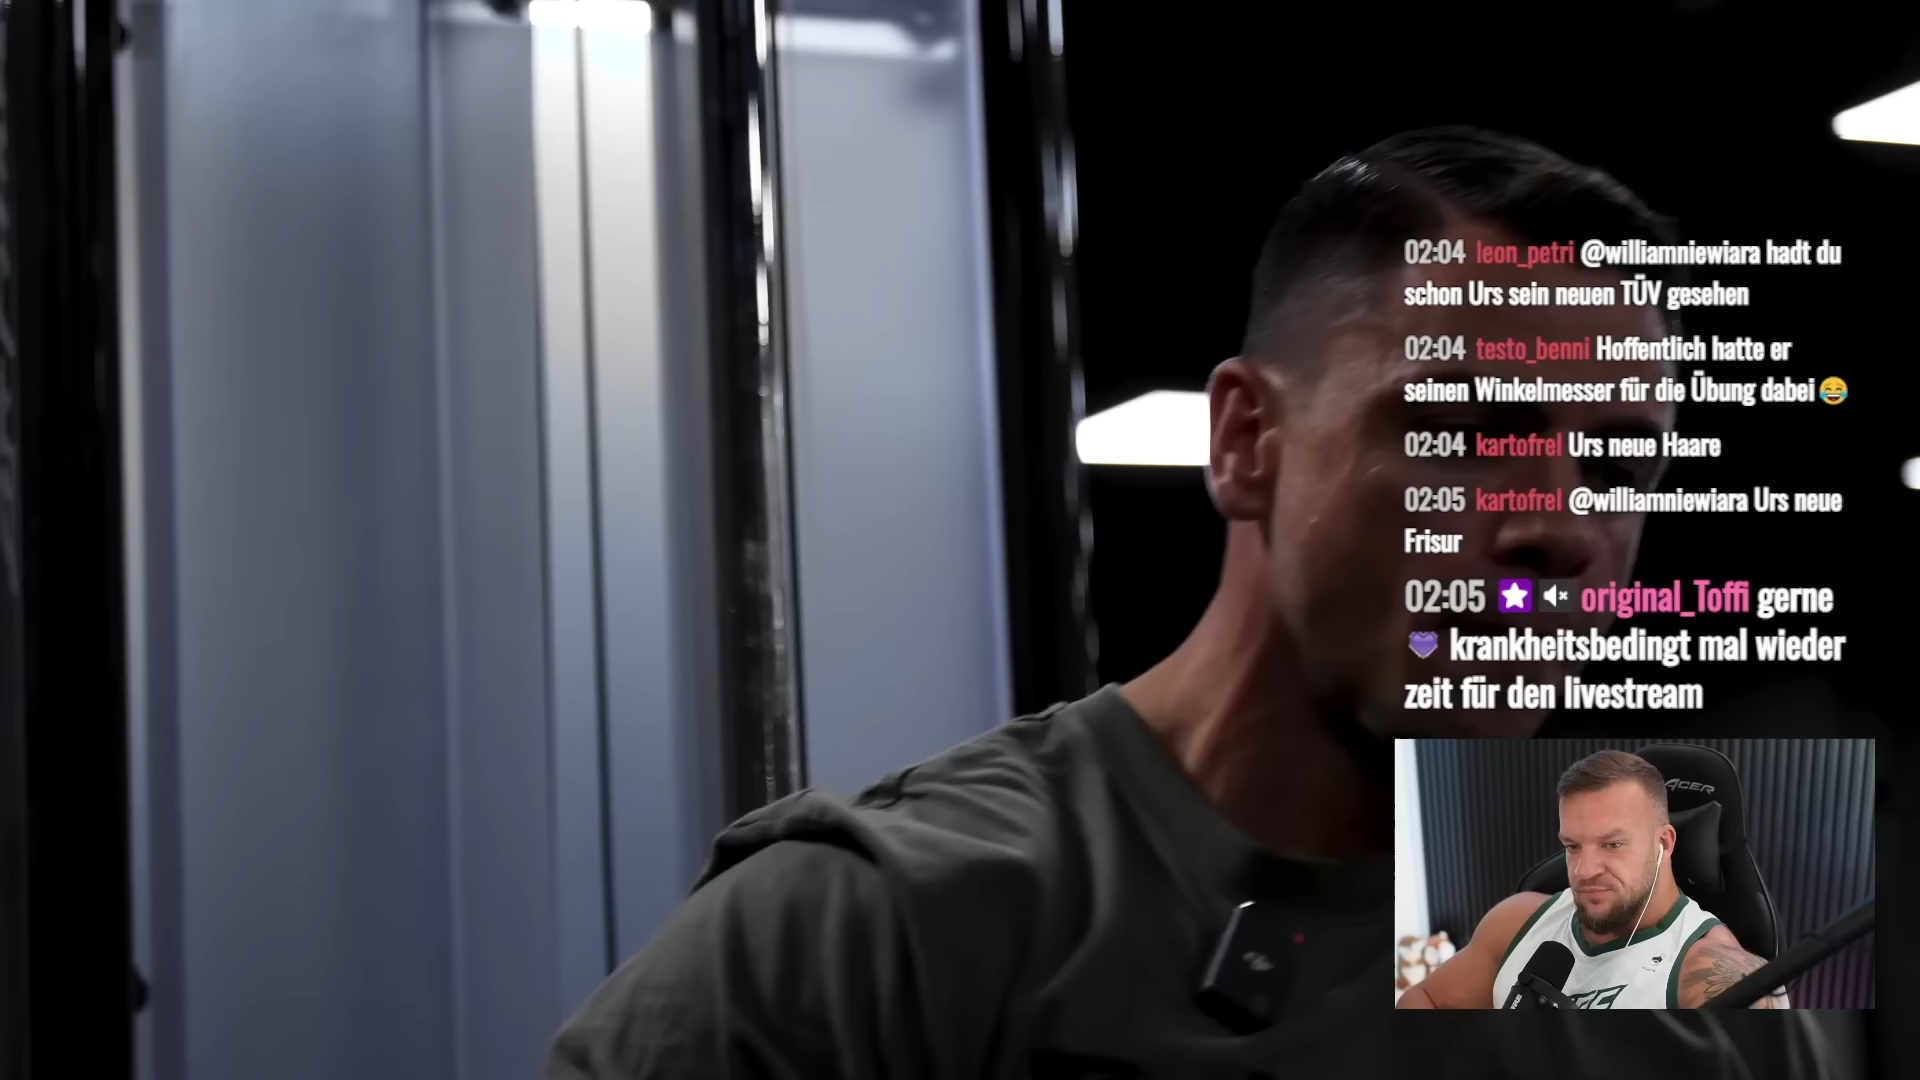 02:04 leon_petri @williamniewiara hadt du
schon Urs sein neuen TÜV gesehen
02:04 testo_benni Hoffentlich hatte er
seinen Winkelmesser für die Übung dabei 😂
02:04 kartofrel Urs neue Haare
02:05 kartofrel @williamniewiara Urs neue
Frisur
02:05 original_Toffi gerne
💜 krankheitsbedingt mal wieder
zeit für den livestream
ACER